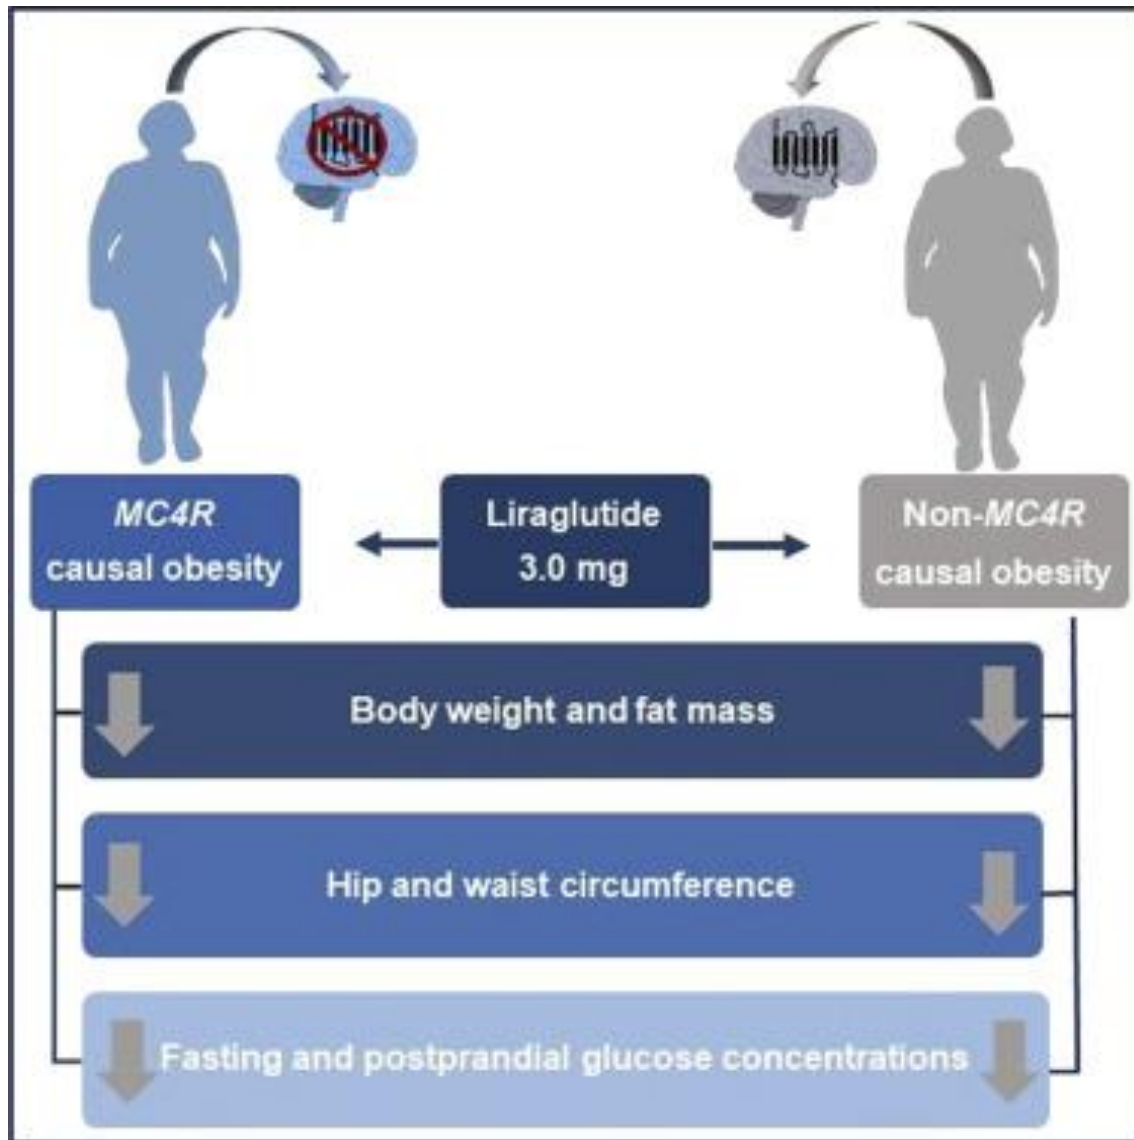 MC4R
causal obesity
Liraglutide
3.0 mg
Non-MC4R
causal obesity
Body weight and fat mass
Hip and waist circumference
Fasting and postprandial glucose concentrations